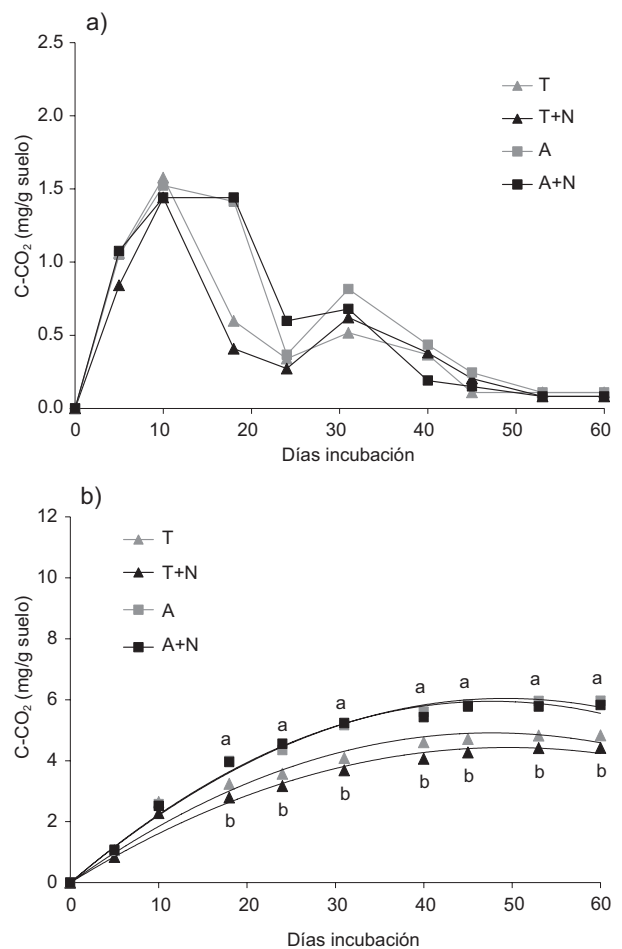 a)
2.5
2.0
1.5
1.0
0.5
0.0
C-CO₂ (mg/g suelo)
T
T+N
A
A+N
0 10 20 30 40 50 60
Días incubación
b)
12
10
8
6
4
2
0
C-CO₂ (mg/g suelo)
T
T+N
A
A+N
a a a a a a a
b b b b b b b
0 10 20 30 40 50 60
Días incubación